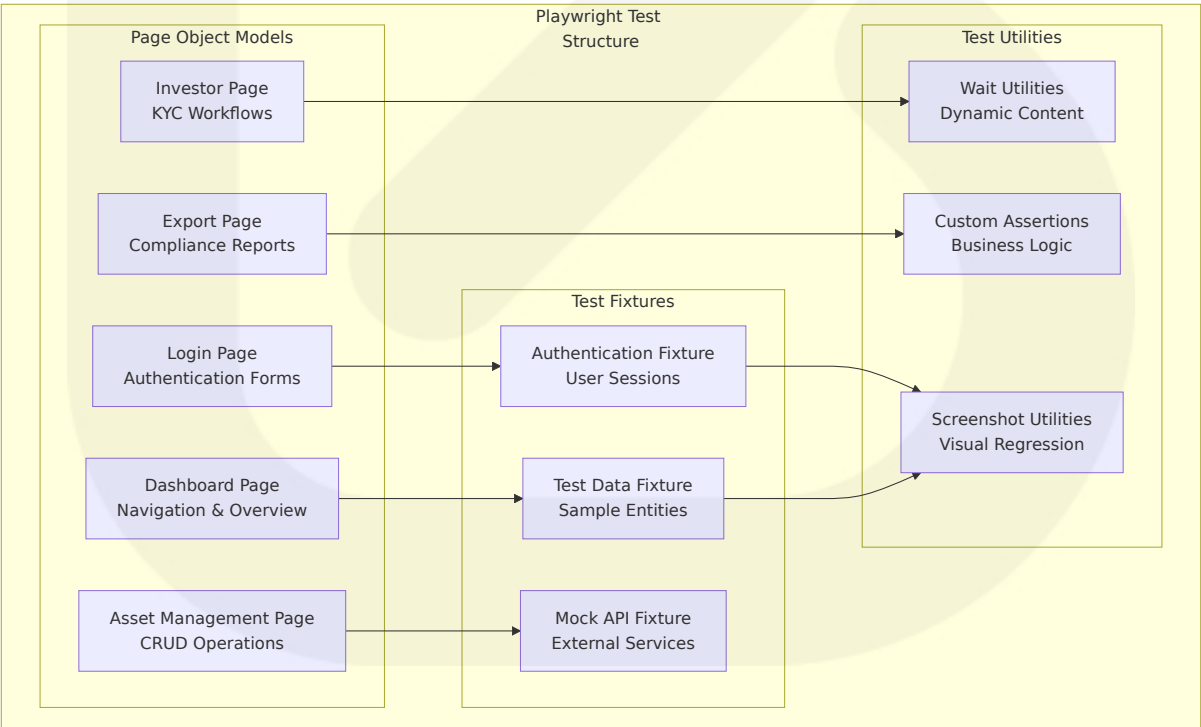 Playwright Test
Structure
Page Object Models
Investor Page
KYC Workflows
Export Page
Compliance Reports
Login Page
Authentication Forms
Dashboard Page
Navigation & Overview
Asset Management Page
CRUD Operations
Test Fixtures
Authentication Fixture
User Sessions
Test Data Fixture
Sample Entities
Mock API Fixture
External Services
Test Utilities
Wait Utilities
Dynamic Content
Custom Assertions
Business Logic
Screenshot Utilities
Visual Regression